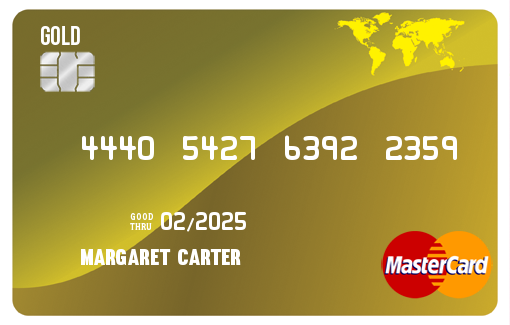 GOLD
4440 5427 6392 2359
GOOD
THRU 02/2025
MARGARET CARTER
MasterCard